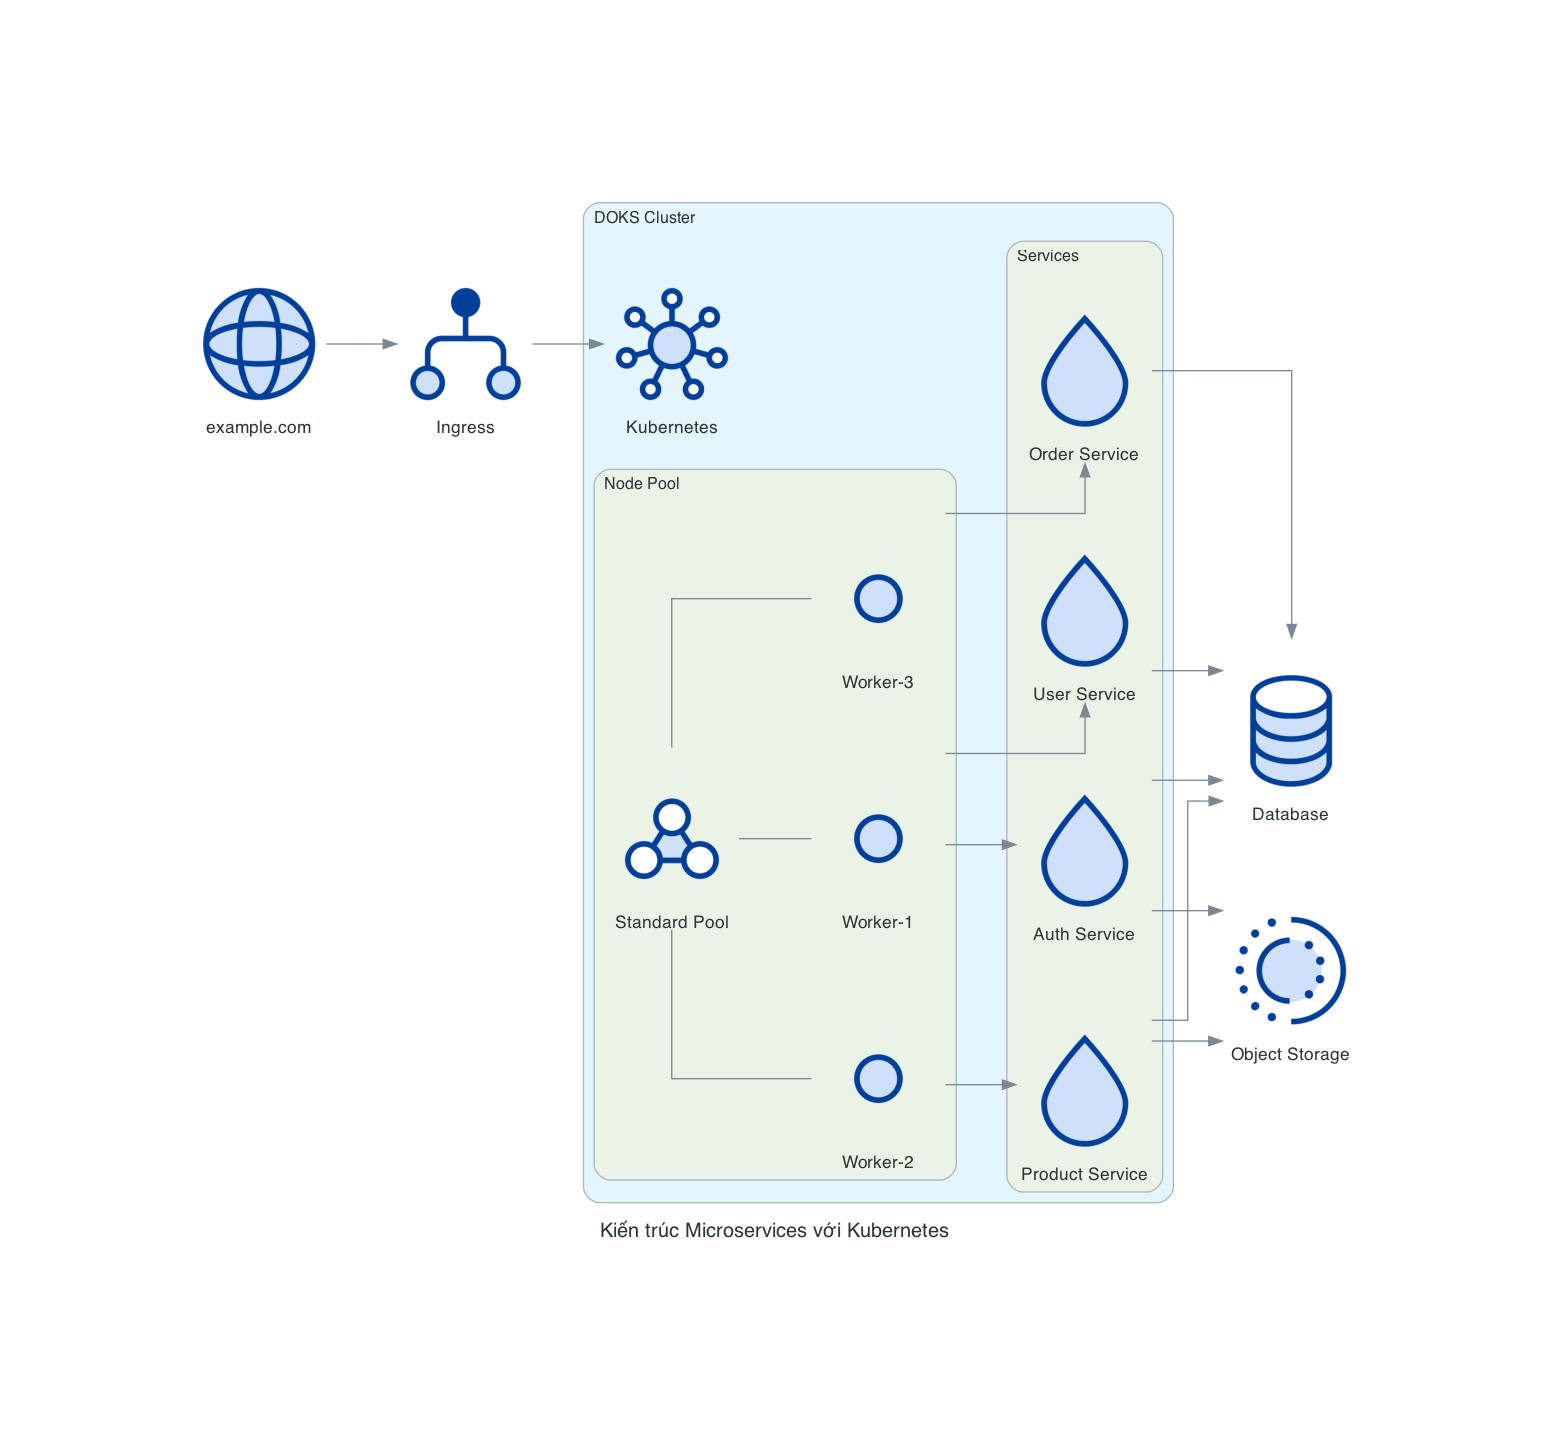 DOKS Cluster
Services
example.com
Ingress
Kubernetes
Order Service
Node Pool
Worker-3
User Service
Database
Standard Pool
Worker-1
Auth Service
Object Storage
Worker-2
Product Service
Kiến trúc Microservices với Kubernetes